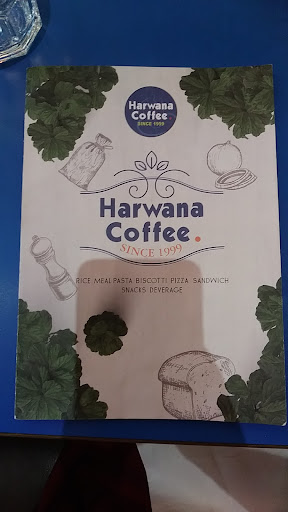 Harwana
Coffee.
SINCE 1999
Harwana
Coffee.
SINCE 1999
RICE MEAL PASTA BISCOTTI PIZZA SANDWICH
SNACKS BEVERAGE